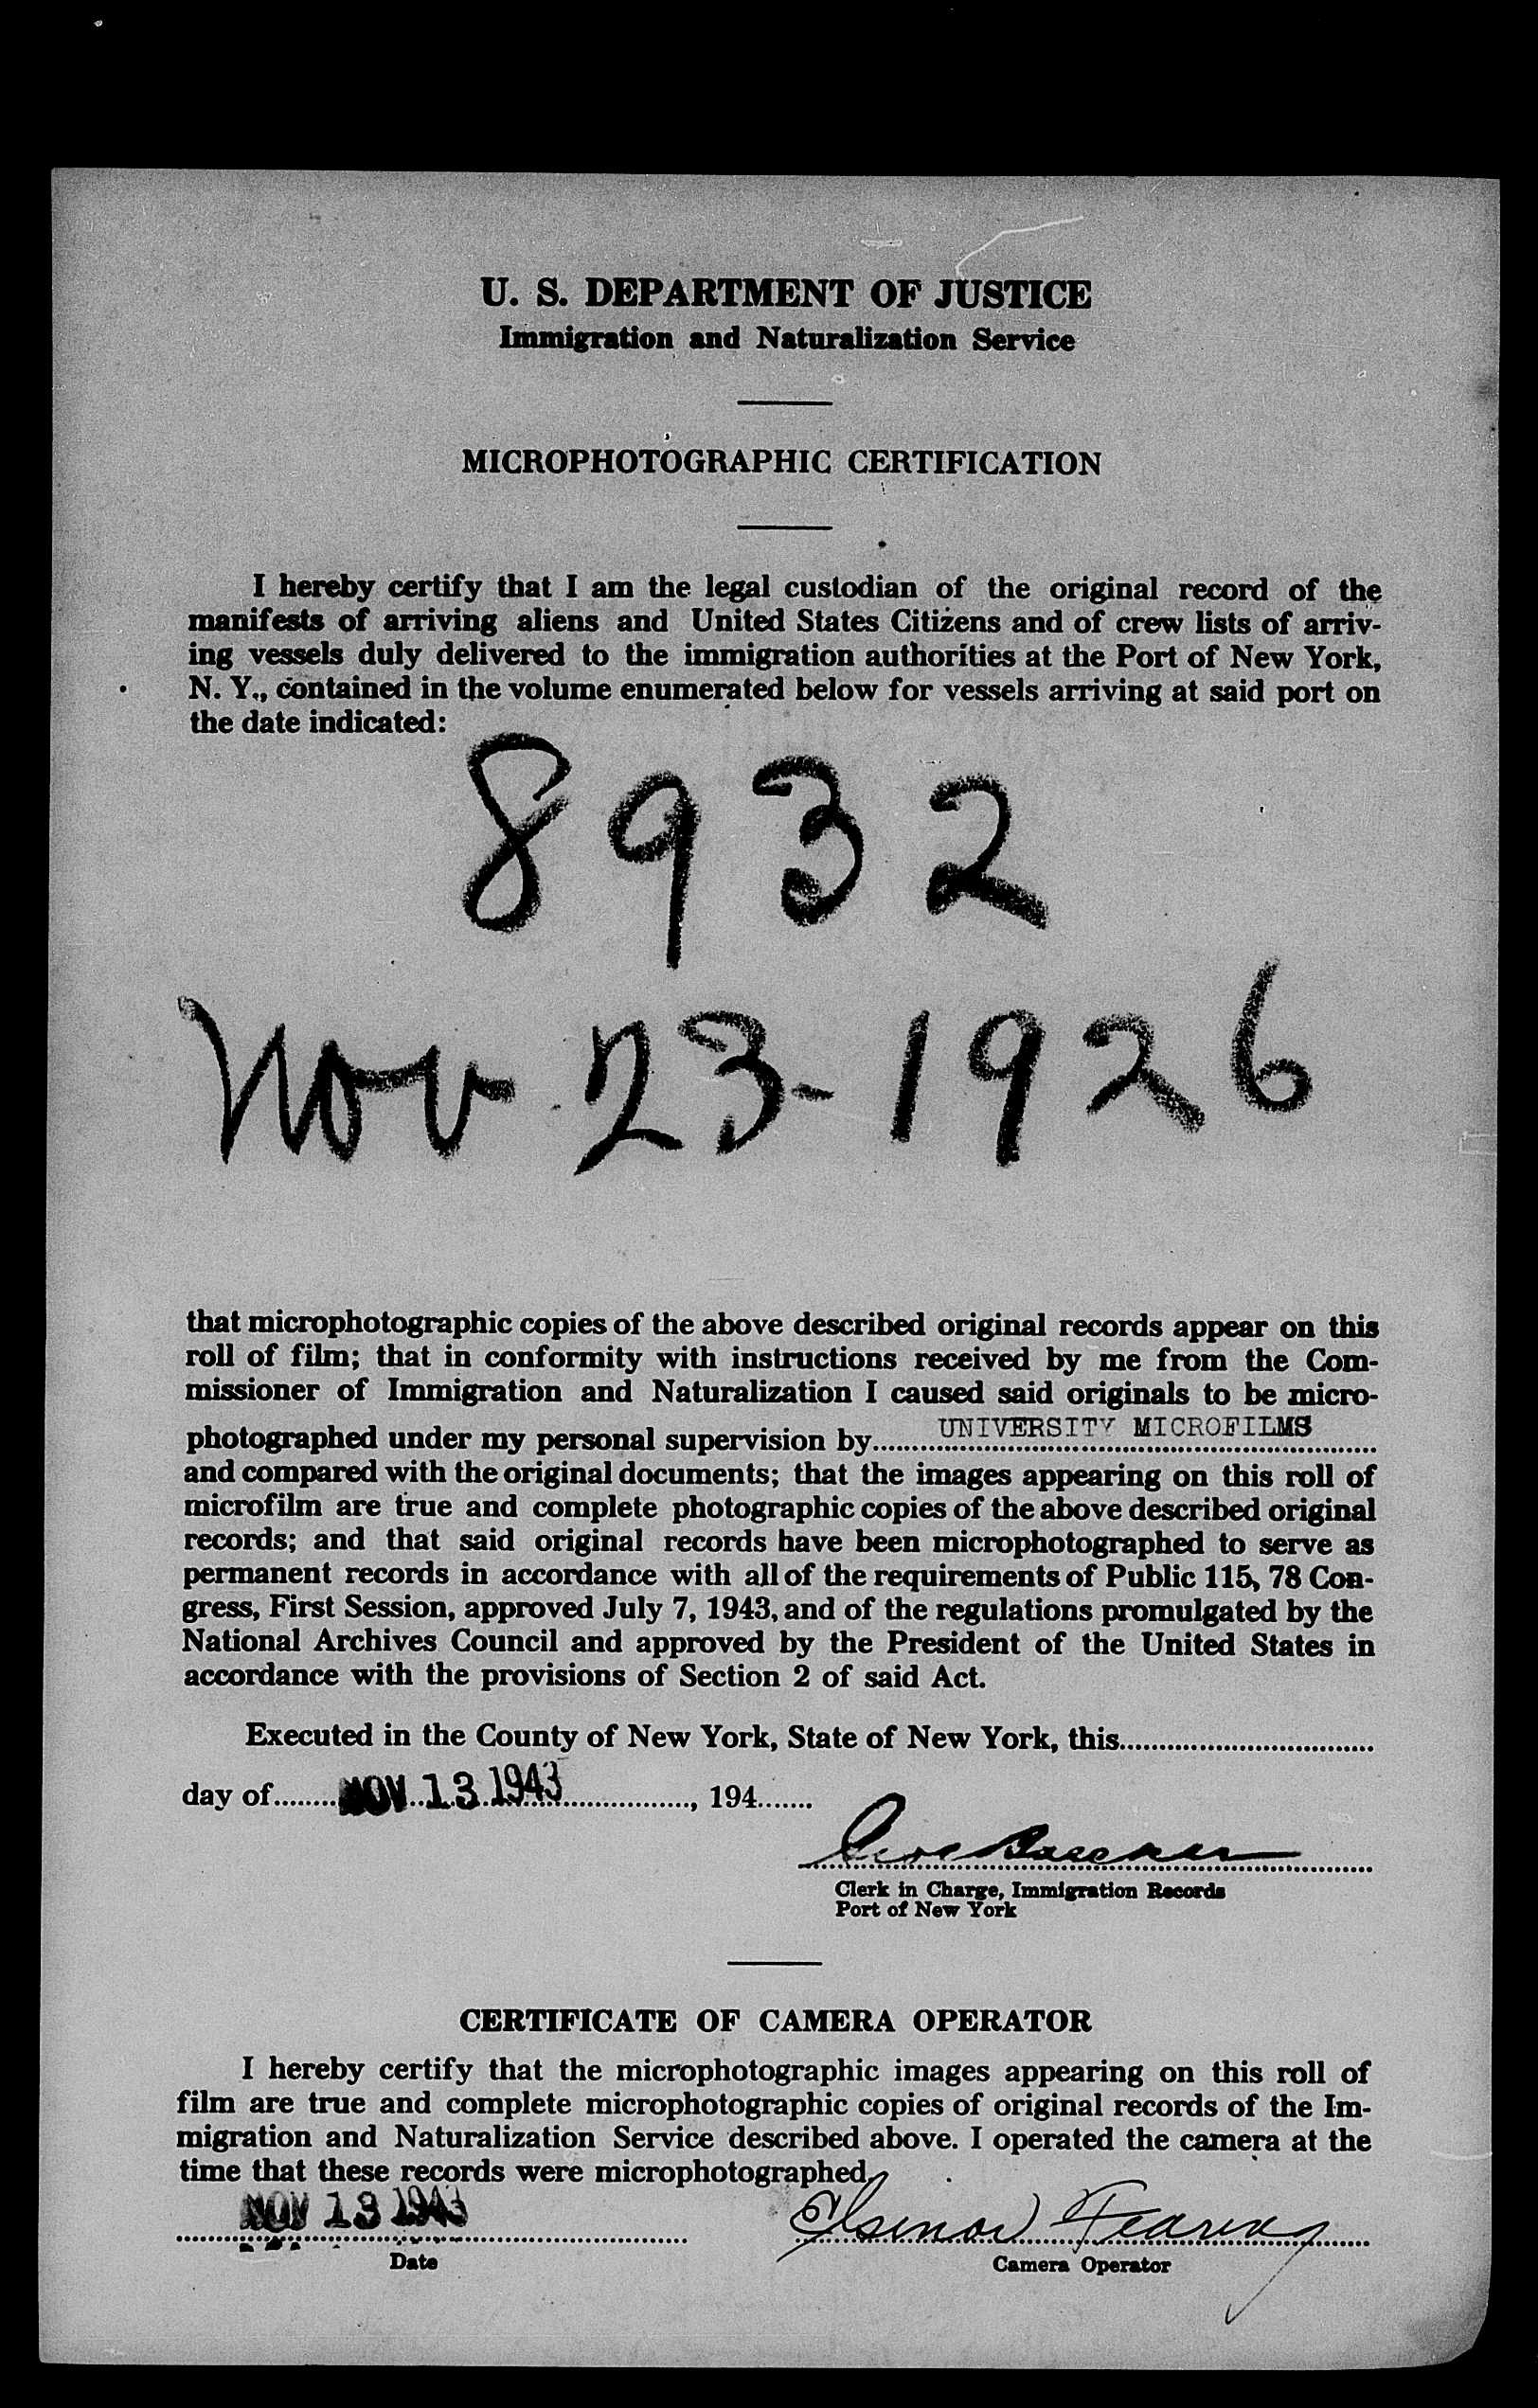 U. S. DEPARTMENT OF JUSTICE
Immigration and Naturalization Service
MICROPHOTOGRAPHIC CERTIFICATION
I hereby certify that I am the legal custodian of the original record of the
manifests of arriving aliens and United States Citizens and of crew lists of arriv-
ing vessels duly delivered to the immigration authorities at the Port of New York,
N. Y., contained in the volume enumerated below for vessels arriving at said port on
the date indicated:
8932
Nov 23-1926
that microphotographic copies of the above described original records appear on this
roll of film; that in conformity with instructions received by me from the Com-
missioner of Immigration and Naturalization I caused said originals to be micro-
photographed under my personal supervision by UNIVERSITY MICROFILMS
and compared with the original documents; that the images appearing on this roll of
microfilm are true and complete photographic copies of the above described original
records; and that said original records have been microphotographed to serve as
permanent records in accordance with all of the requirements of Public 115, 78 Con-
gress, First Session, approved July 7, 1943, and of the regulations promulgated by the
National Archives Council and approved by the President of the United States in
accordance with the provisions of Section 2 of said Act.
Executed in the County of New York, State of New York, this
day of NOV 13 1943, 194
Clerk in Charge, Immigration Records
Port of New York
CERTIFICATE OF CAMERA OPERATOR
I hereby certify that the microphotographic images appearing on this roll of
film are true and complete microphotographic copies of original records of the Im-
migration and Naturalization Service described above. I operated the camera at the
time that these records were microphotographed.
NOV 13 1943
Date
Camera Operator